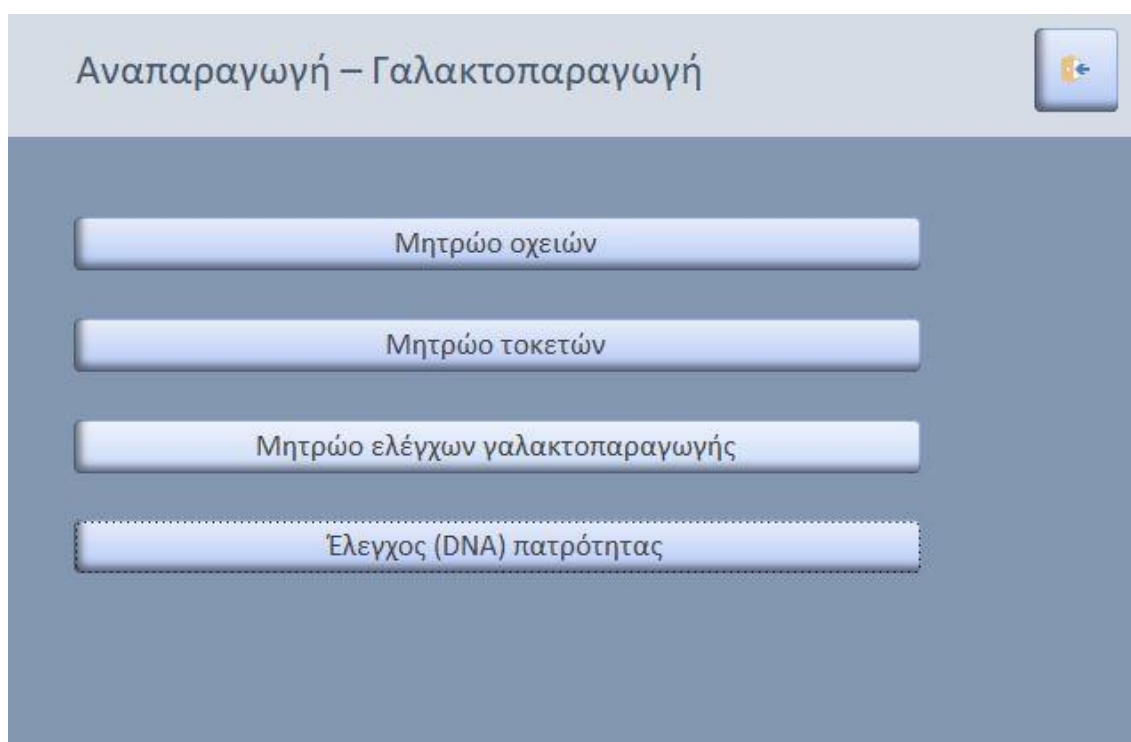 Αναπαραγωγή – Γαλακτοπαραγωγή
Μητρώο οχειών
Μητρώο τοκετών
Μητρώο ελέγχων γαλακτοπαραγωγής
Έλεγχος (DNA) πατρότητας